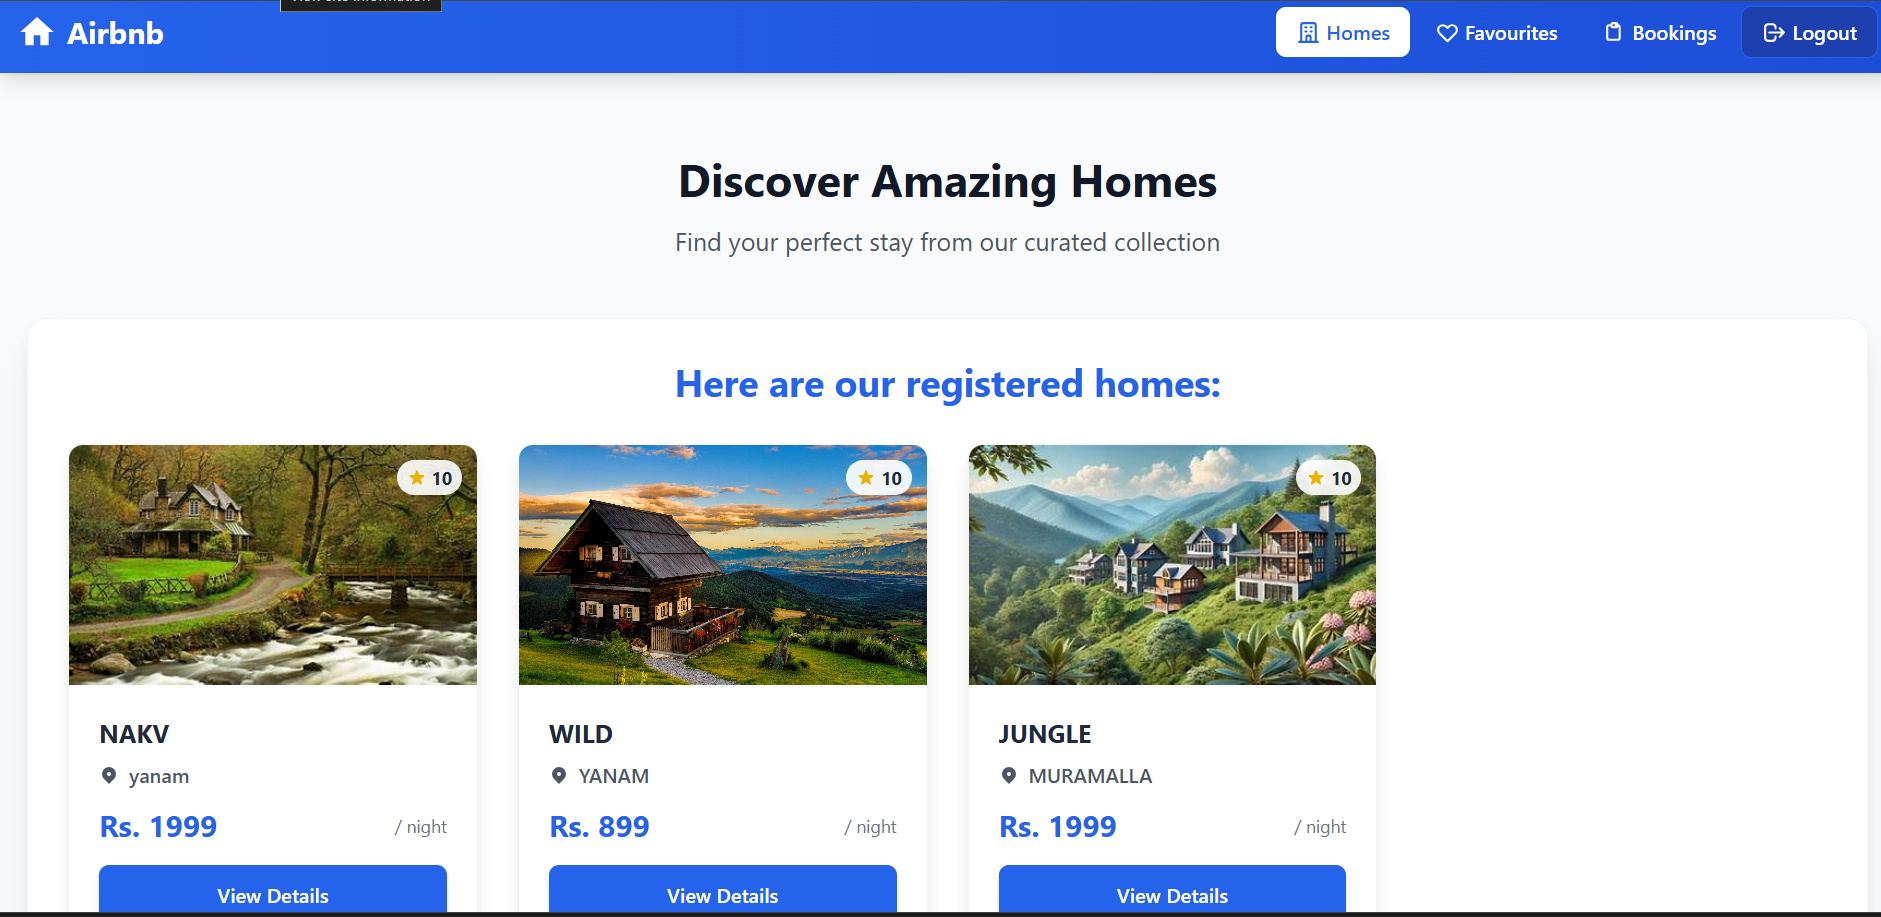 Airbnb
Homes Favourites Bookings Logout
Discover Amazing Homes
Find your perfect stay from our curated collection
Here are our registered homes:
10
10
10
NAKV
yanam
Rs. 1999 / night
View Details
WILD
YANAM
Rs. 899 / night
View Details
JUNGLE
MURAMALLA
Rs. 1999 / night
View Details